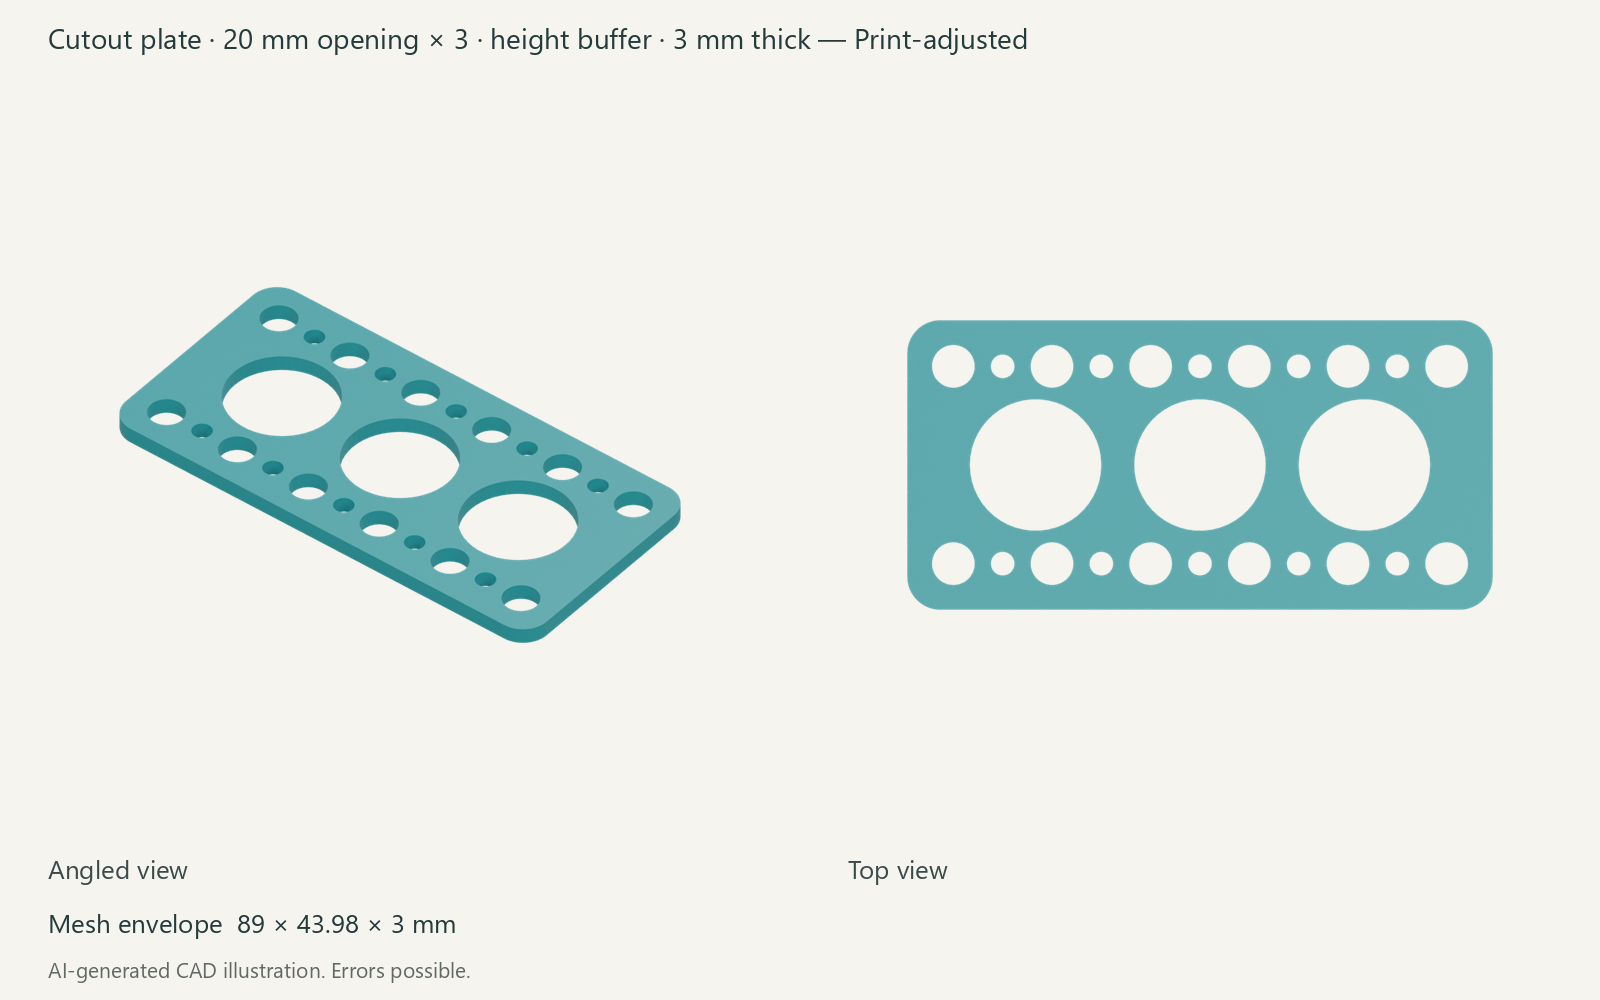 Cutout plate · 20 mm opening × 3 · height buffer · 3 mm thick — Print-adjusted
Angled view
Top view
Mesh envelope 89 × 43.98 × 3 mm
AI-generated CAD illustration. Errors possible.